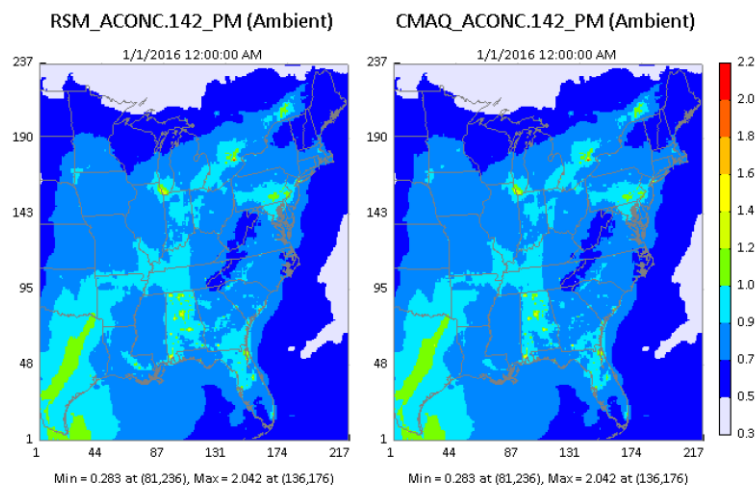 RSM_ACONC.142_PM (Ambient)
1/1/2016 12:00:00 AM
237
190
143
95
48
1
1 44 87 131 174 217
Min = 0.283 at (81,236), Max = 2.042 at (136,176)
CMAQ_ACONC.142_PM (Ambient)
1/1/2016 12:00:00 AM
237
190
143
95
48
1
1 44 87 131 174 217
Min = 0.283 at (81,236), Max = 2.042 at (136,176)
2.2
2.0
1.8
1.6
1.4
1.2
1.0
0.9
0.7
0.5
0.3